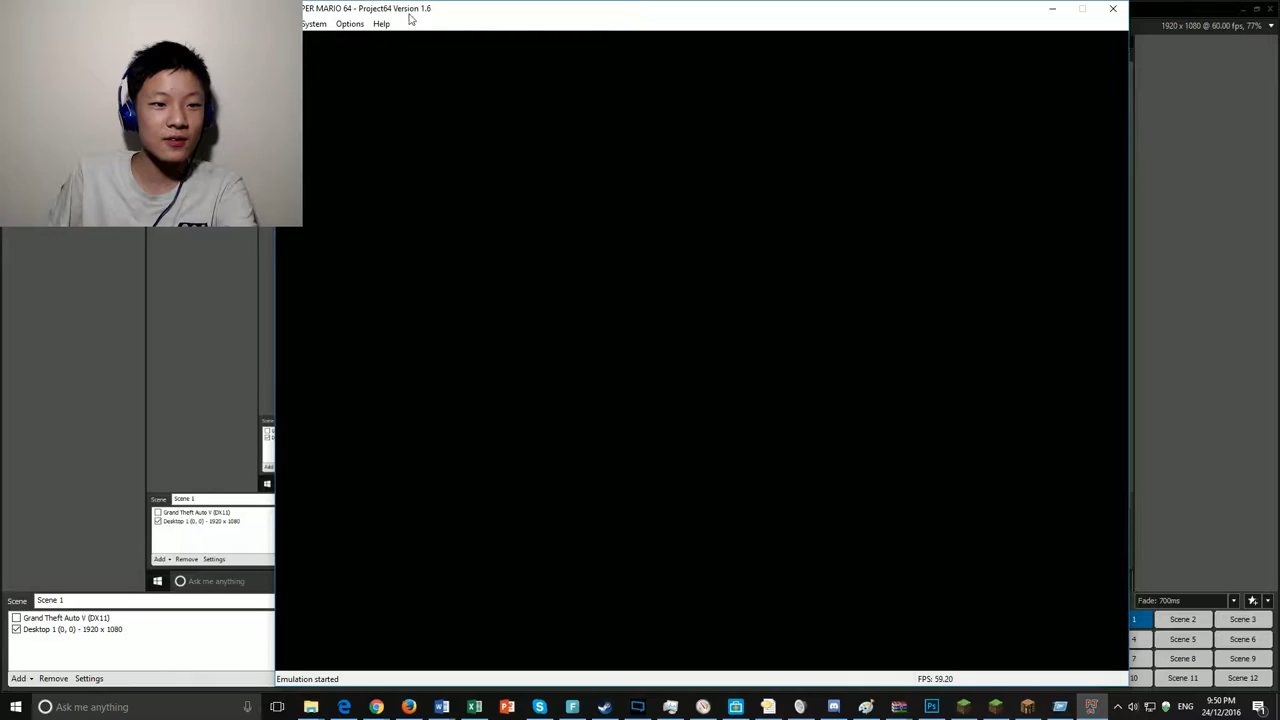 PER MARIO 64 - Project64 Version 1.6
System Options Help
1920 x 1080 @ 60.00 fps, 77%
Scene Scene 1
Grand Theft Auto V (DX11)
Desktop 1 (0, 0) - 1920 x 1080
Add Remove Settings
Ask me anything
Scene Scene 1
Grand Theft Auto V (DX11)
Desktop 1 (0, 0) - 1920 x 1080
Add Remove Settings
Fade: 700ms
1 Scene 2 Scene 3
4 Scene 5 Scene 6
7 Scene 8 Scene 9
10 Scene 11 Scene 12
Emulation started FPS: 59.20
Ask me anything
ENG
9:50 PM
24/12/2016